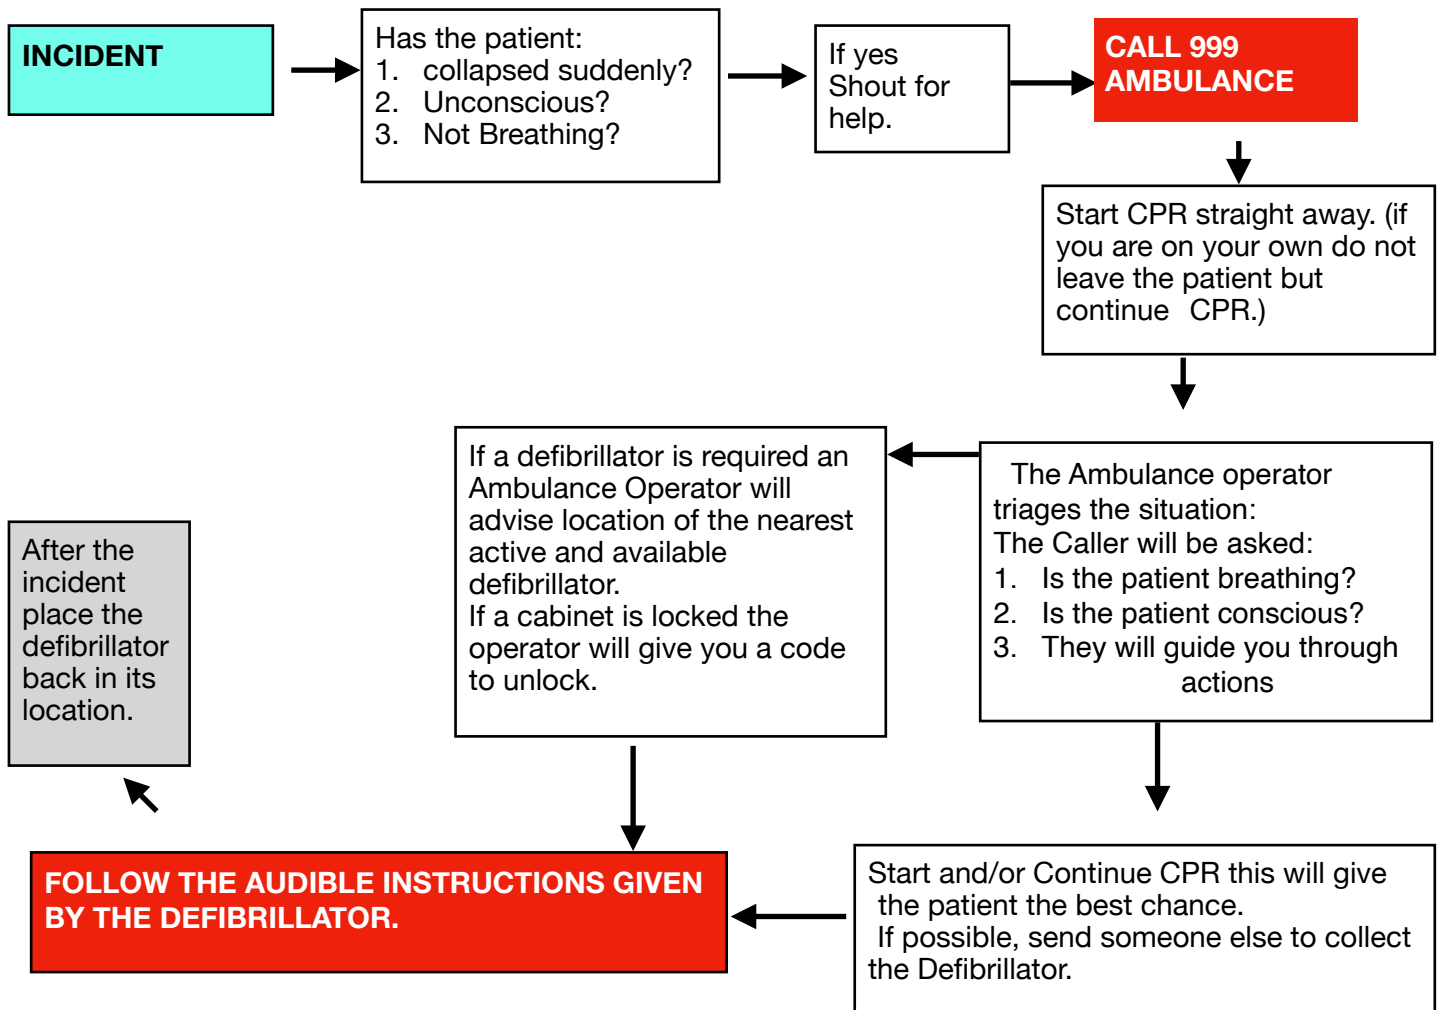 INCIDENT
Has the patient:
1. collapsed suddenly?
2. Unconscious?
3. Not Breathing?
If yes
Shout for
help.
CALL 999
AMBULANCE
Start CPR straight away. (if
you are on your own do not
leave the patient but
continue CPR.)
The Ambulance operator
triages the situation:
The Caller will be asked:
1. Is the patient breathing?
2. Is the patient conscious?
3. They will guide you through
actions
If a defibrillator is required an
Ambulance Operator will
advise location of the nearest
active and available
defibrillator.
If a cabinet is locked the
operator will give you a code
to unlock.
Start and/or Continue CPR this will give
the patient the best chance.
If possible, send someone else to collect
the Defibrillator.
FOLLOW THE AUDIBLE INSTRUCTIONS GIVEN
BY THE DEFIBRILLATOR.
After the
incident
place the
defibrillator
back in its
location.